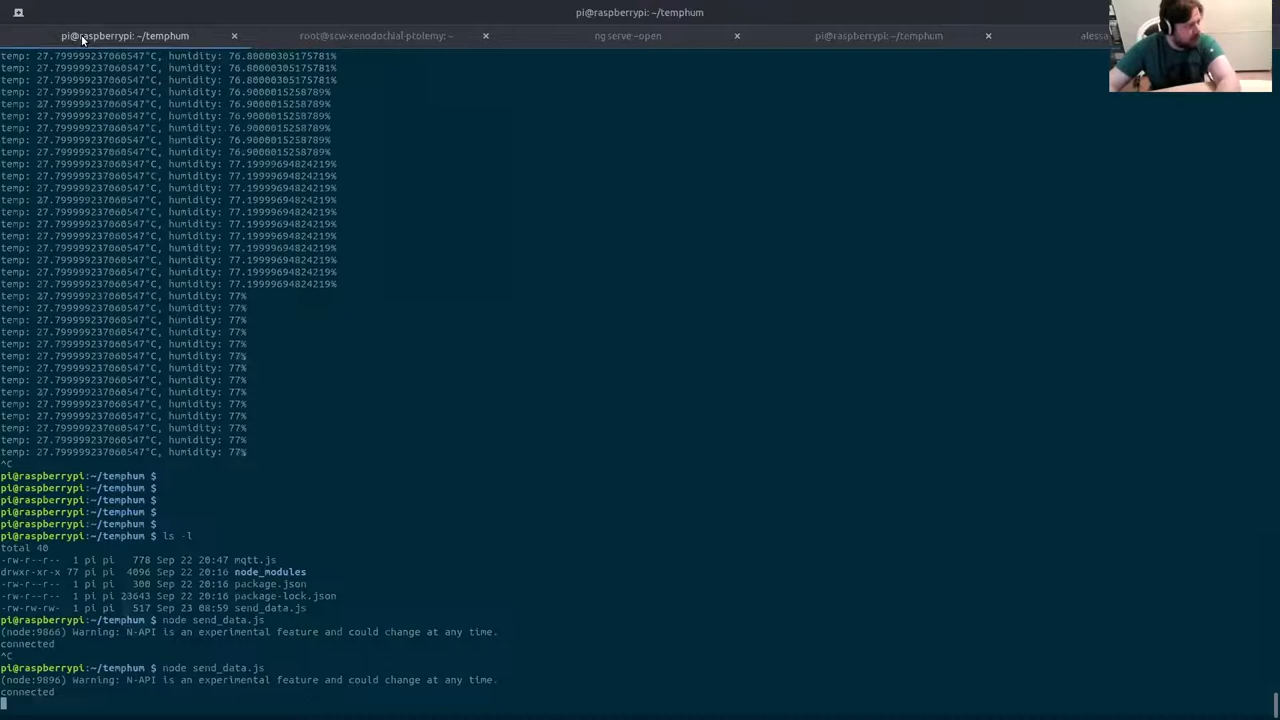 pi@raspberrypi: ~/temphum
pi@raspberrypi: ~/temphum
root@scw-xenodochial-ptolemy: ~
ng serve --open
pi@raspberrypi: ~/temphum
alessa
temp: 27.799999237060547°C, humidity: 76.80000305175781%
temp: 27.799999237060547°C, humidity: 76.80000305175781%
temp: 27.799999237060547°C, humidity: 76.80000305175781%
temp: 27.799999237060547°C, humidity: 76.9000015258789%
temp: 27.799999237060547°C, humidity: 76.9000015258789%
temp: 27.799999237060547°C, humidity: 76.9000015258789%
temp: 27.799999237060547°C, humidity: 76.9000015258789%
temp: 27.799999237060547°C, humidity: 76.9000015258789%
temp: 27.799999237060547°C, humidity: 76.9000015258789%
temp: 27.799999237060547°C, humidity: 77.19999694824219%
temp: 27.799999237060547°C, humidity: 77.19999694824219%
temp: 27.799999237060547°C, humidity: 77.19999694824219%
temp: 27.799999237060547°C, humidity: 77.19999694824219%
temp: 27.799999237060547°C, humidity: 77.19999694824219%
temp: 27.799999237060547°C, humidity: 77.19999694824219%
temp: 27.799999237060547°C, humidity: 77.19999694824219%
temp: 27.799999237060547°C, humidity: 77.19999694824219%
temp: 27.799999237060547°C, humidity: 77.19999694824219%
temp: 27.799999237060547°C, humidity: 77.19999694824219%
temp: 27.799999237060547°C, humidity: 77.19999694824219%
temp: 27.799999237060547°C, humidity: 77%
temp: 27.799999237060547°C, humidity: 77%
temp: 27.799999237060547°C, humidity: 77%
temp: 27.799999237060547°C, humidity: 77%
temp: 27.799999237060547°C, humidity: 77%
temp: 27.799999237060547°C, humidity: 77%
temp: 27.799999237060547°C, humidity: 77%
temp: 27.799999237060547°C, humidity: 77%
temp: 27.799999237060547°C, humidity: 77%
temp: 27.799999237060547°C, humidity: 77%
temp: 27.799999237060547°C, humidity: 77%
temp: 27.799999237060547°C, humidity: 77%
temp: 27.799999237060547°C, humidity: 77%
temp: 27.799999237060547°C, humidity: 77%
^C
pi@raspberrypi:~/temphum $
pi@raspberrypi:~/temphum $
pi@raspberrypi:~/temphum $
pi@raspberrypi:~/temphum $
pi@raspberrypi:~/temphum $
pi@raspberrypi:~/temphum $ ls -l
total 40
-rw-r--r--  1 pi pi   778 Sep 22 20:47 mqtt.js
drwxr-xr-x 77 pi pi  4096 Sep 22 20:16 node_modules
-rw-r--r--  1 pi pi   300 Sep 22 20:16 package.json
-rw-r--r--  1 pi pi 23643 Sep 22 20:16 package-lock.json
-rw-rw-rw-  1 pi pi   517 Sep 23 08:59 send_data.js
pi@raspberrypi:~/temphum $ node send_data.js
(node:9866) Warning: N-API is an experimental feature and could change at any time.
connected
^C
pi@raspberrypi:~/temphum $ node send_data.js
(node:9896) Warning: N-API is an experimental feature and could change at any time.
connected